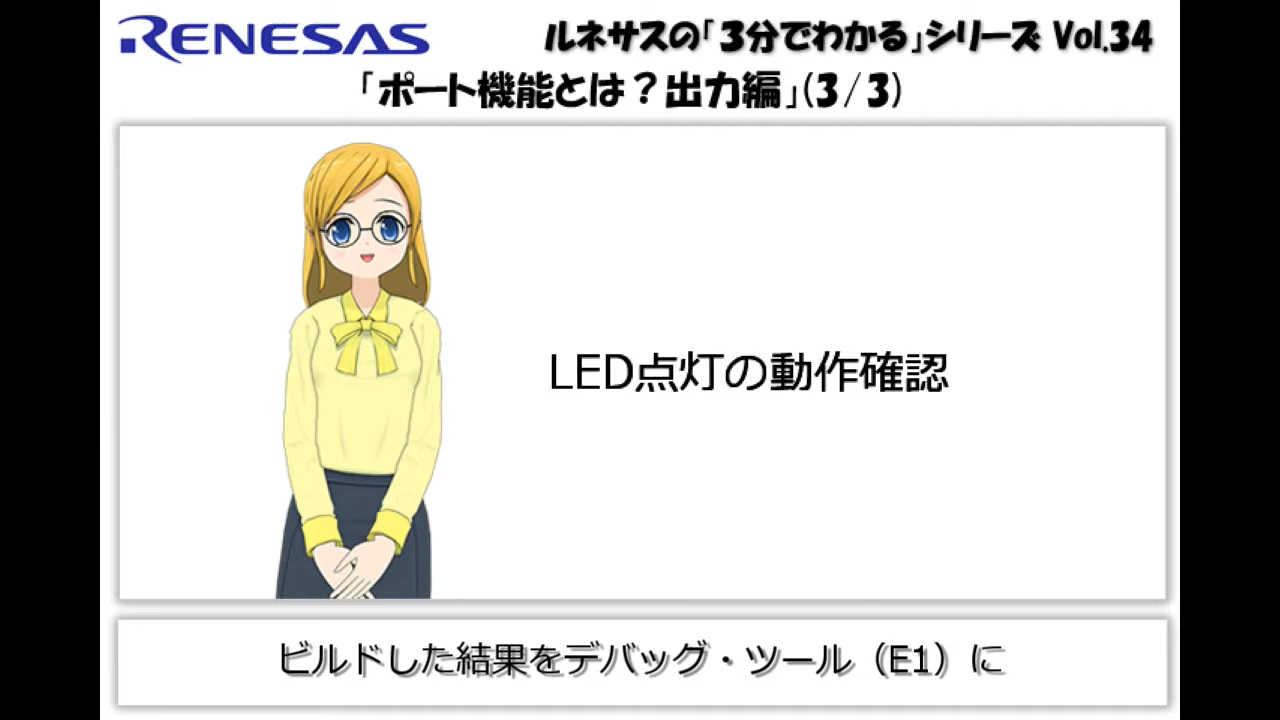 RENESAS
ルネサスの「3分でわかる」シリーズ Vol.34
「ポート機能とは？出力編」(3/3)
LED点灯の動作確認
ビルドした結果をデバッグ・ツール（E1）に